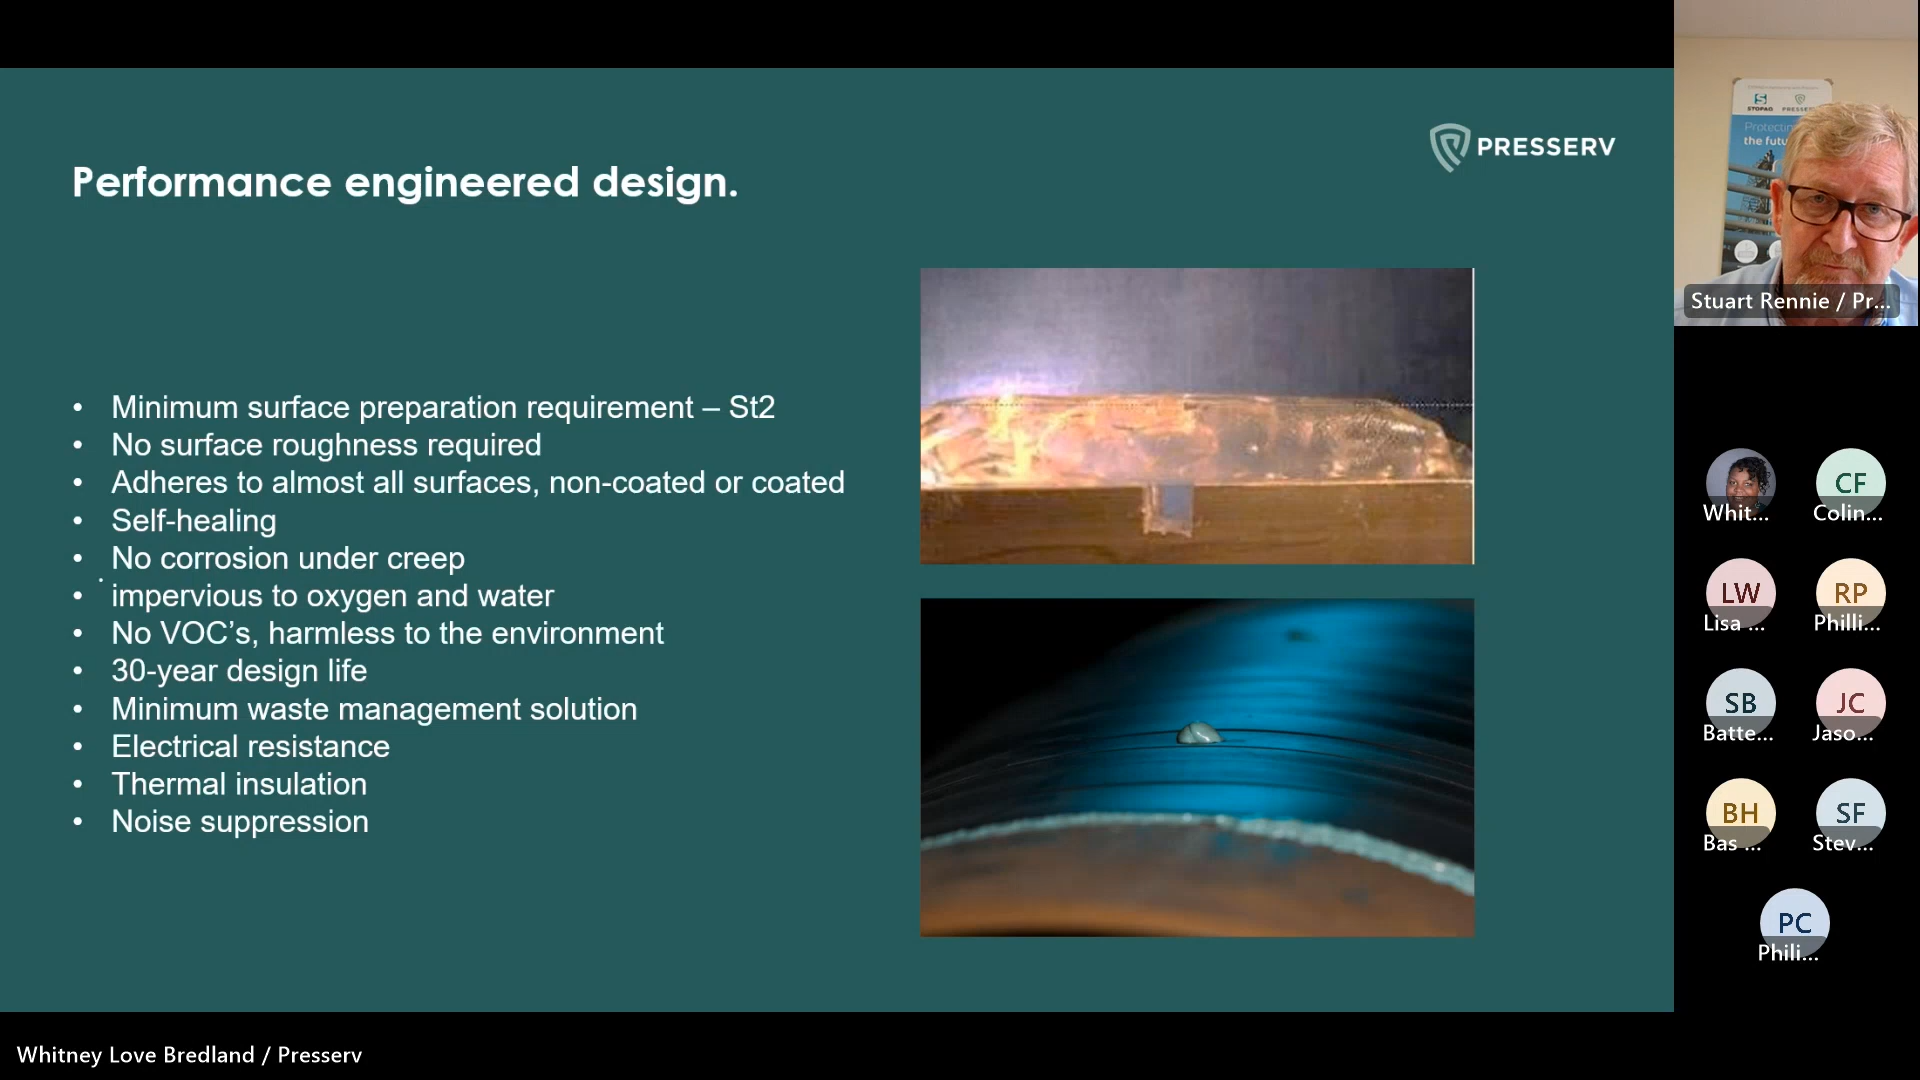 PRESSERV
Performance engineered design.
• Minimum surface preparation requirement – St2
• No surface roughness required
• Adheres to almost all surfaces, non-coated or coated
• Self-healing
• No corrosion under creep
• impervious to oxygen and water
• No VOC’s, harmless to the environment
• 30-year design life
• Minimum waste management solution
• Electrical resistance
• Thermal insulation
• Noise suppression
STOPAQ
the futu
Stuart Rennie / Pr...
Whit...
CF
Colin...
LW
Lisa ...
RP
Philli...
SB
Batte...
JC
Jaso...
BH
Bas ...
SF
Stev...
PC
Phili...
Whitney Love Bredland / Presserv